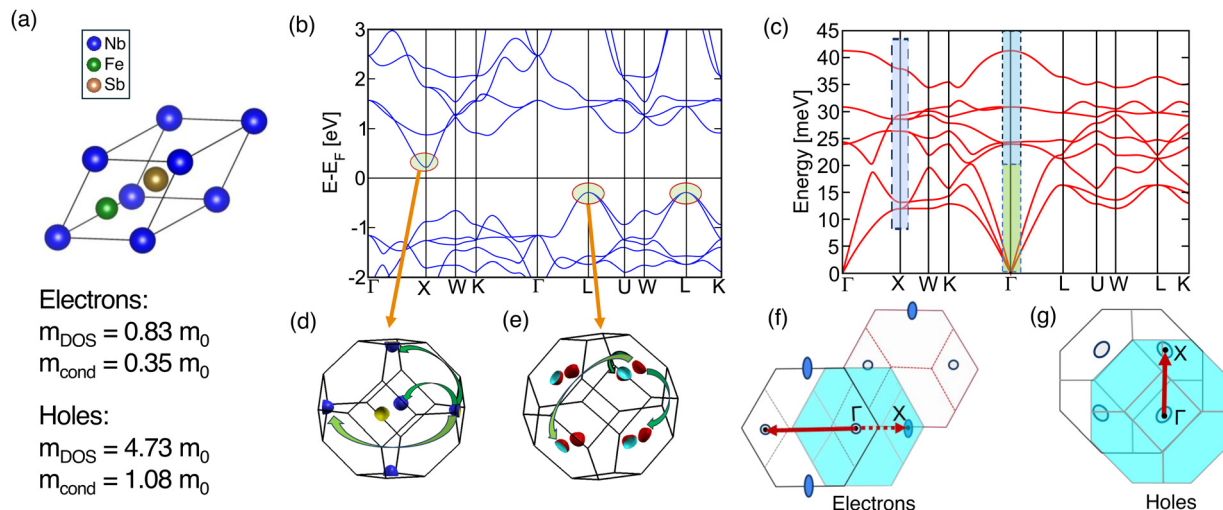 (a)
Nb
Fe
Sb
Electrons:
m_DOS = 0.83 m_0
m_cond = 0.35 m_0
Holes:
m_DOS = 4.73 m_0
m_cond = 1.08 m_0
(b)
E-E_F [eV]
3
2
1
0
-1
-2
Γ X W K Γ L U W L K
(c)
Energy [meV]
45
40
35
30
25
20
15
10
5
0
Γ X W K Γ L U W L K
(d)
(e)
(f)
Γ X
Electrons
(g)
X
Γ
Holes